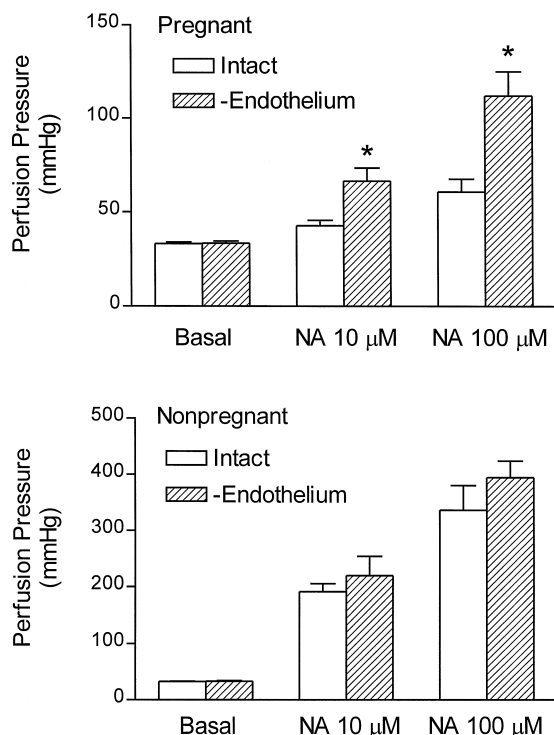 Pregnant
Intact
-Endothelium
*
*
Perfusion Pressure
(mmHg)
150
100
50
0
Basal NA 10 μM NA 100 μM
Nonpregnant
Intact
-Endothelium
Perfusion Pressure
(mmHg)
500
400
300
200
100
0
Basal NA 10 μM NA 100 μM